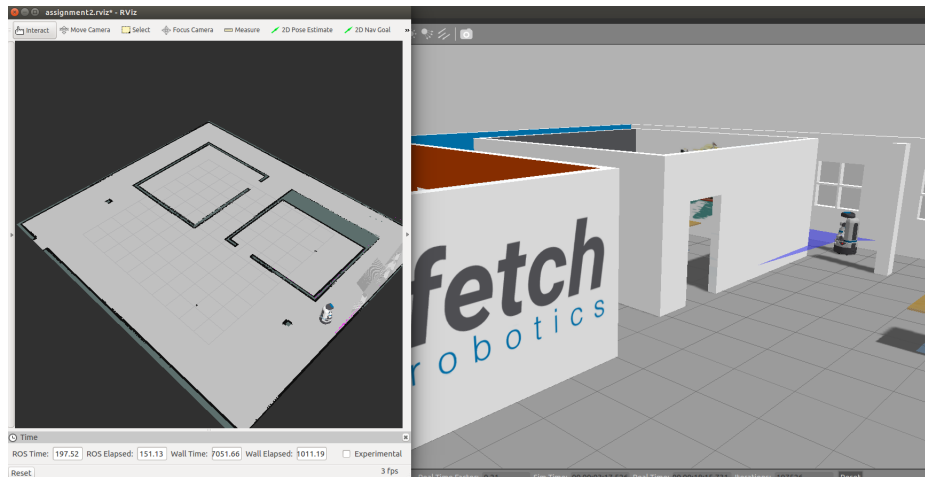 assignment2.rviz* - RViz
Interact Move Camera Select Focus Camera Measure 2D Pose Estimate 2D Nav Goal »
fetch
robotics
Time
ROS Time: 197.52 ROS Elapsed: 151.13 Wall Time: 7051.66 Wall Elapsed: 1011.19 Experimental
Reset 3 fps